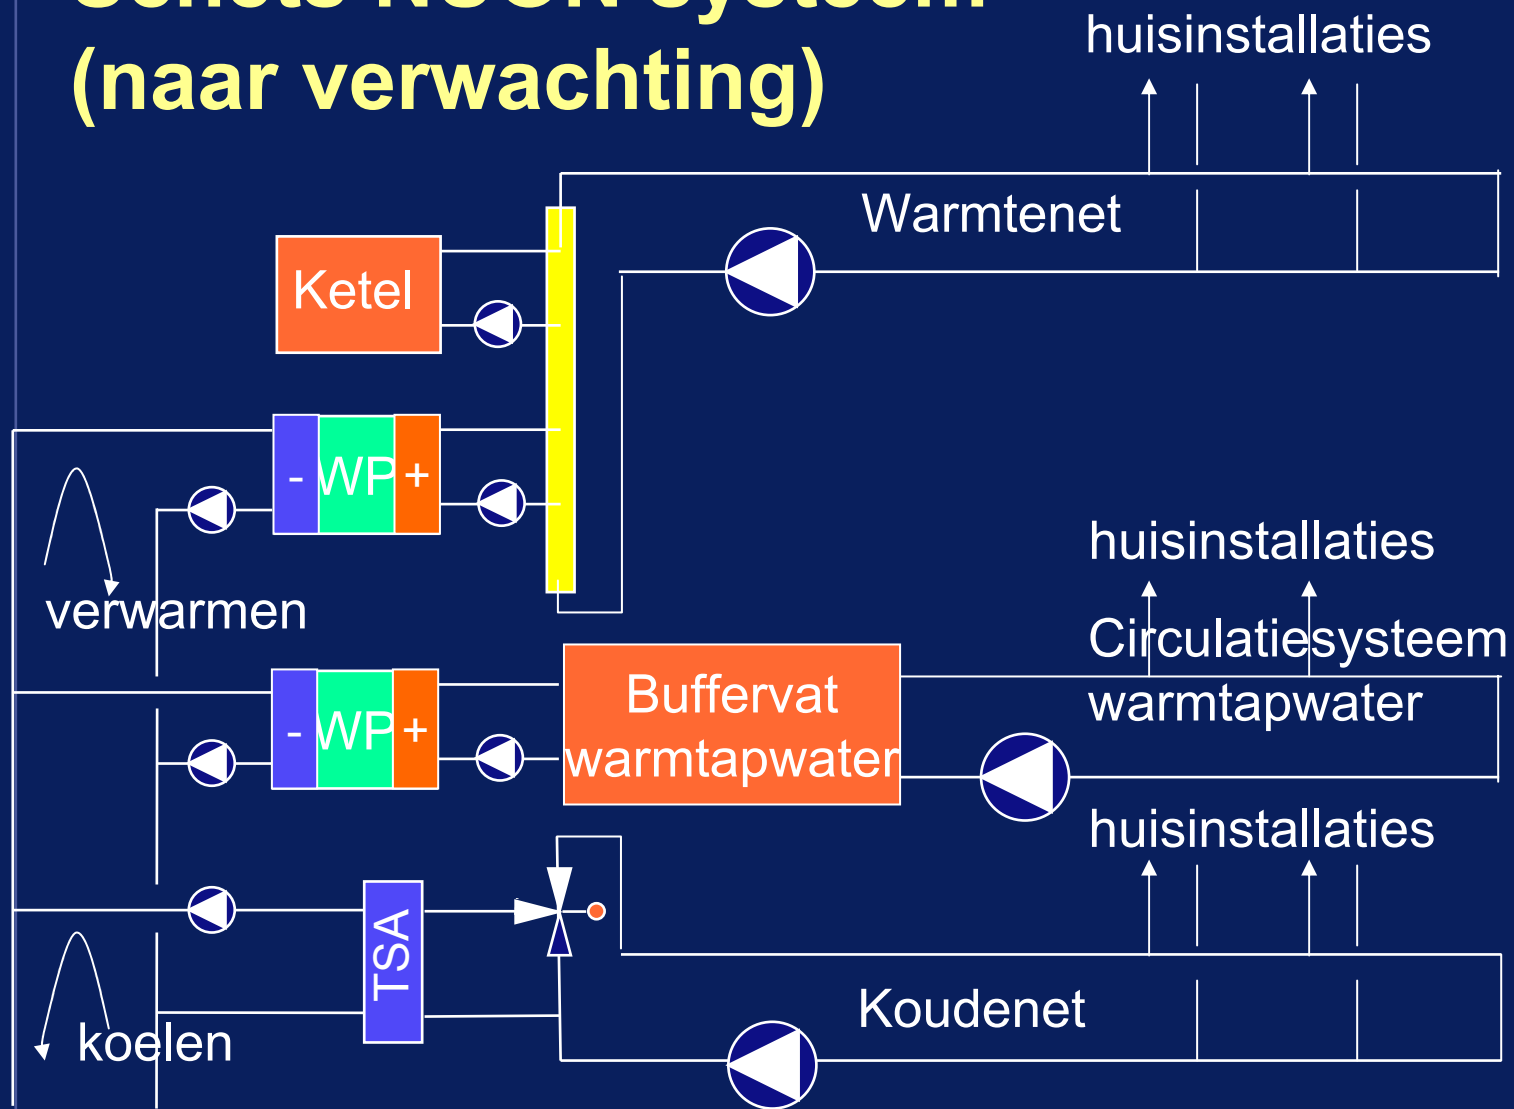 (naar verwachting)
huisinstallaties
Warmtenet
Ketel
- WP +
verwarmen
huisinstallaties
Circulatiesysteem
warmtapwater
- WP +
Buffervat
warmtapwater
huisinstallaties
TSA
Koudenet
koelen